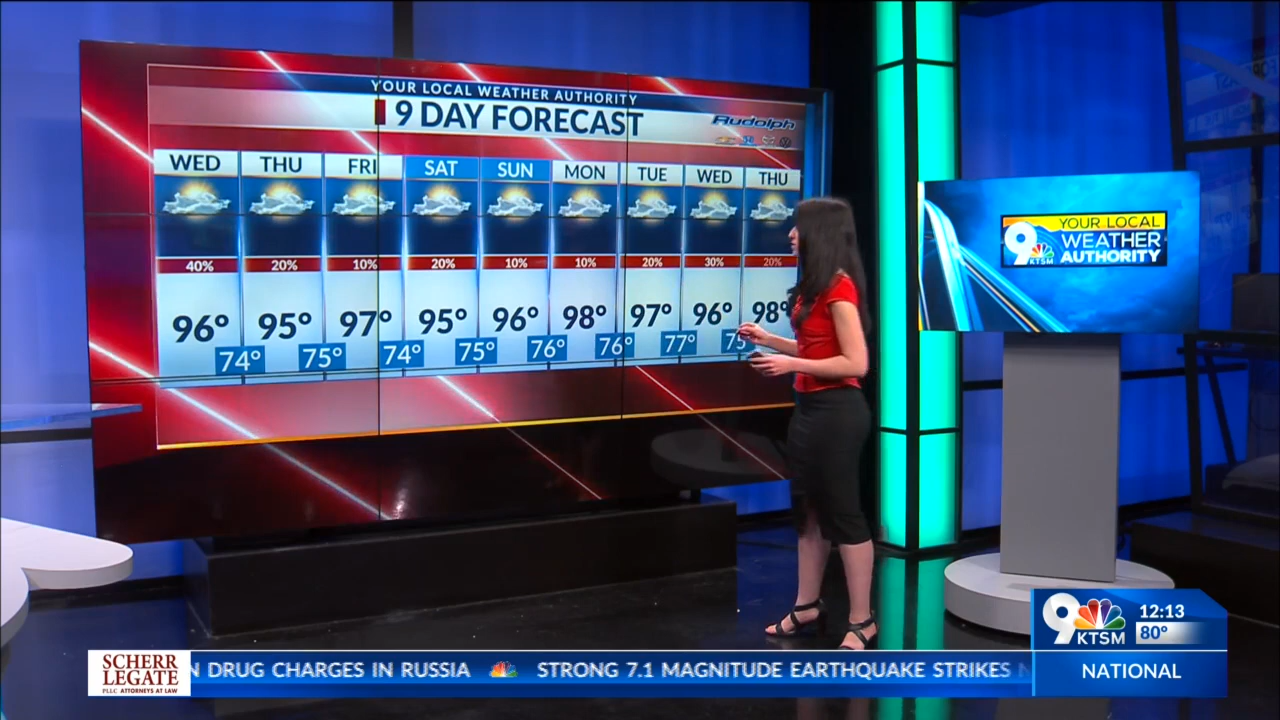 YOUR LOCAL WEATHER AUTHORITY
9 DAY FORECAST
Rudolph
WED THU FRI SAT SUN MON TUE WED THU
40% 20% 10% 20% 10% 10% 20% 30% 20%
96° 95° 97° 95° 96° 98° 97° 96° 98°
74° 75° 74° 75° 76° 76° 77° 75
YOUR LOCAL
9 WEATHER
KTSM AUTHORITY
9 KTSM
12:13
80°
NATIONAL
SCHERR
LEGATE
PLLC ATTORNEYS AT LAW
N DRUG CHARGES IN RUSSIA STRONG 7.1 MAGNITUDE EARTHQUAKE STRIKES N